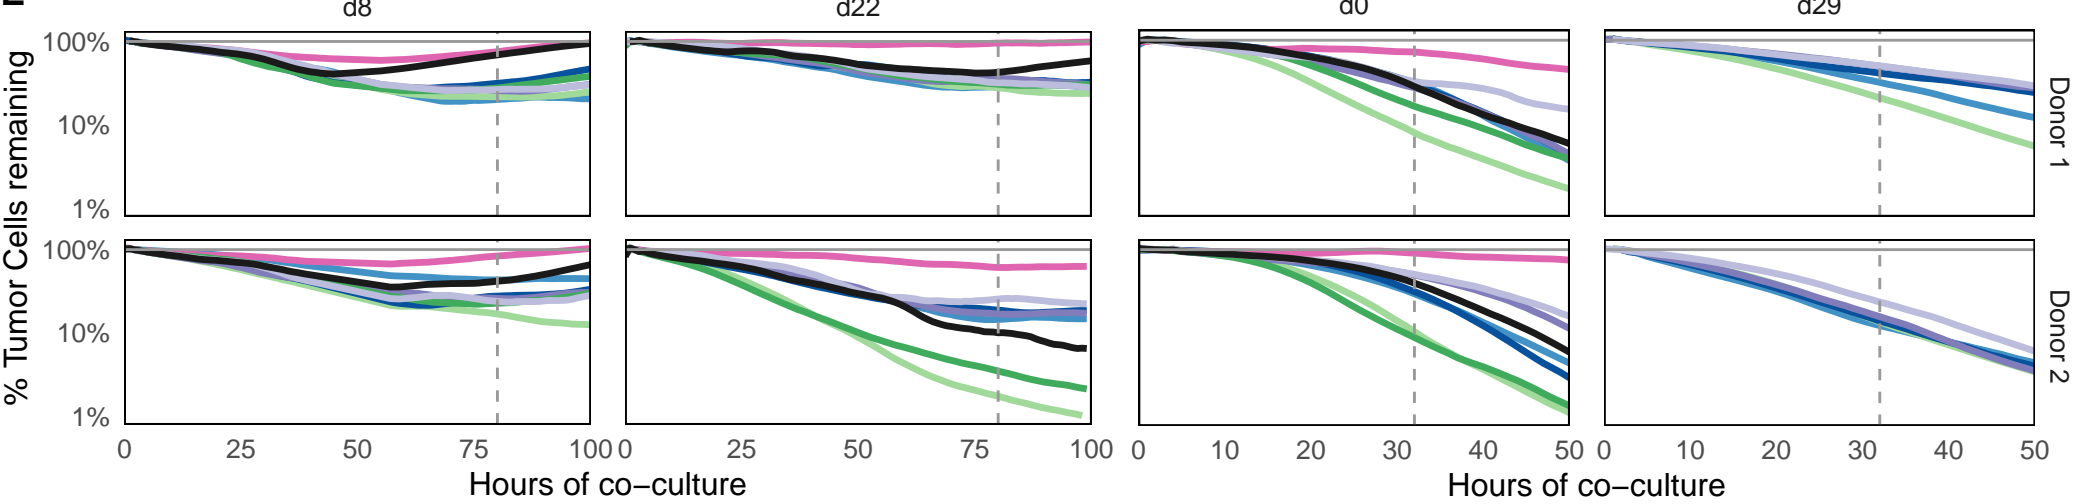 d8 d22 d0 d29
% Tumor Cells remaining
100%
10%
1%
Donor 1
100%
10%
1%
Donor 2
0 25 50 75 100 0 25 50 75 100 0 10 20 30 40 50 0 10 20 30 40 50
Hours of co−culture Hours of co−culture